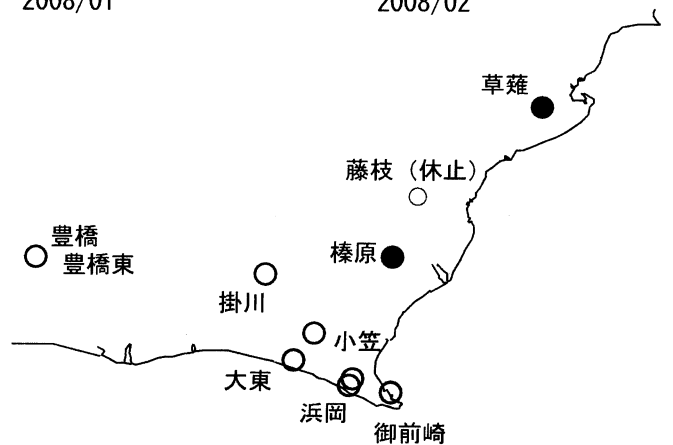 2008/01
2008/02
草薙
藤枝（休止）
豊橋
豊橋東
榛原
掛川
小笠
大東
浜岡
御前崎